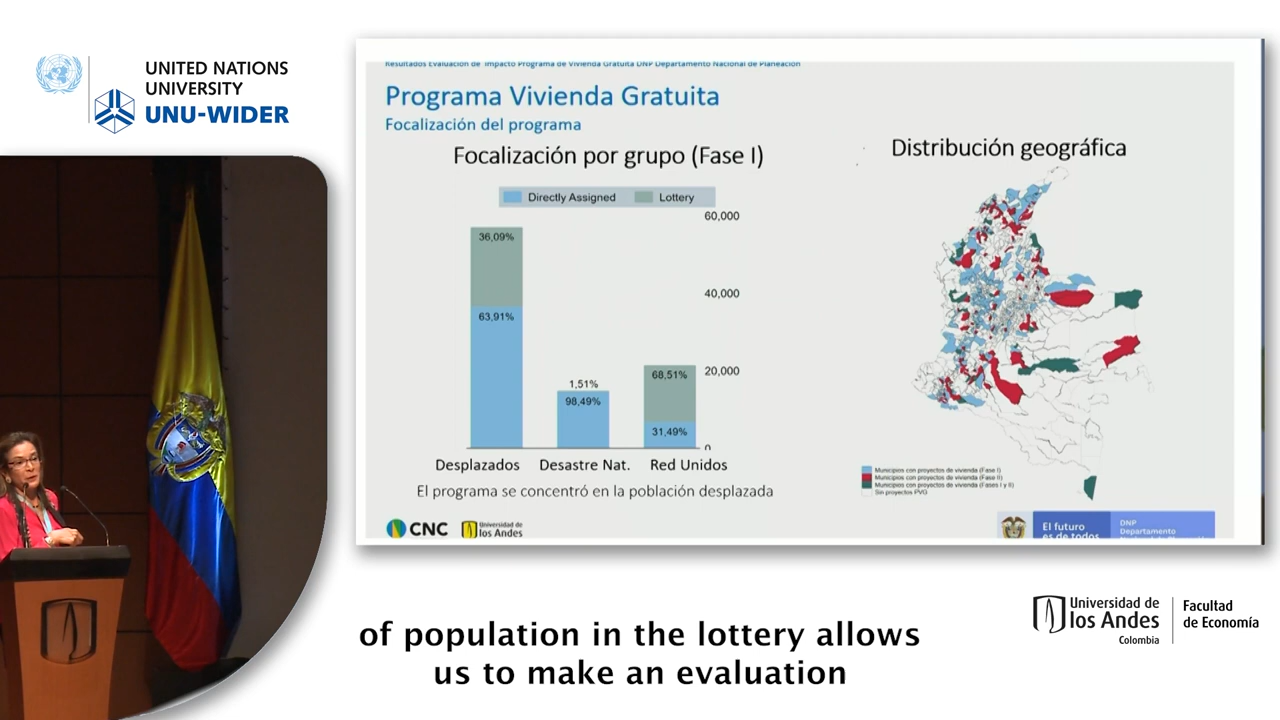 UNITED NATIONS
UNIVERSITY
UNU-WIDER
Resultados Evaluación de Impacto Programa de Vivienda Gratuita DNP Departamento Nacional de Planeación
Programa Vivienda Gratuita
Focalización del programa
Focalización por grupo (Fase I)
Directly Assigned
Lottery
60,000
40,000
20,000
0
36,09%
63,91%
1,51%
98,49%
68,51%
31,49%
Desplazados
Desastre Nat.
Red Unidos
El programa se concentró en la población desplazada
Distribución geográfica
Municipios con proyectos de vivienda (Fase I)
Municipios con proyectos de vivienda (Fase II)
Municipios con proyectos de vivienda (Fases I y II)
Sin proyectos PVG
CNC
Universidad de
los Andes
El futuro
es de todos
DNP
Departamento
of population in the lottery allows
us to make an evaluation
Universidad de
los Andes
Colombia
Facultad
de Economía